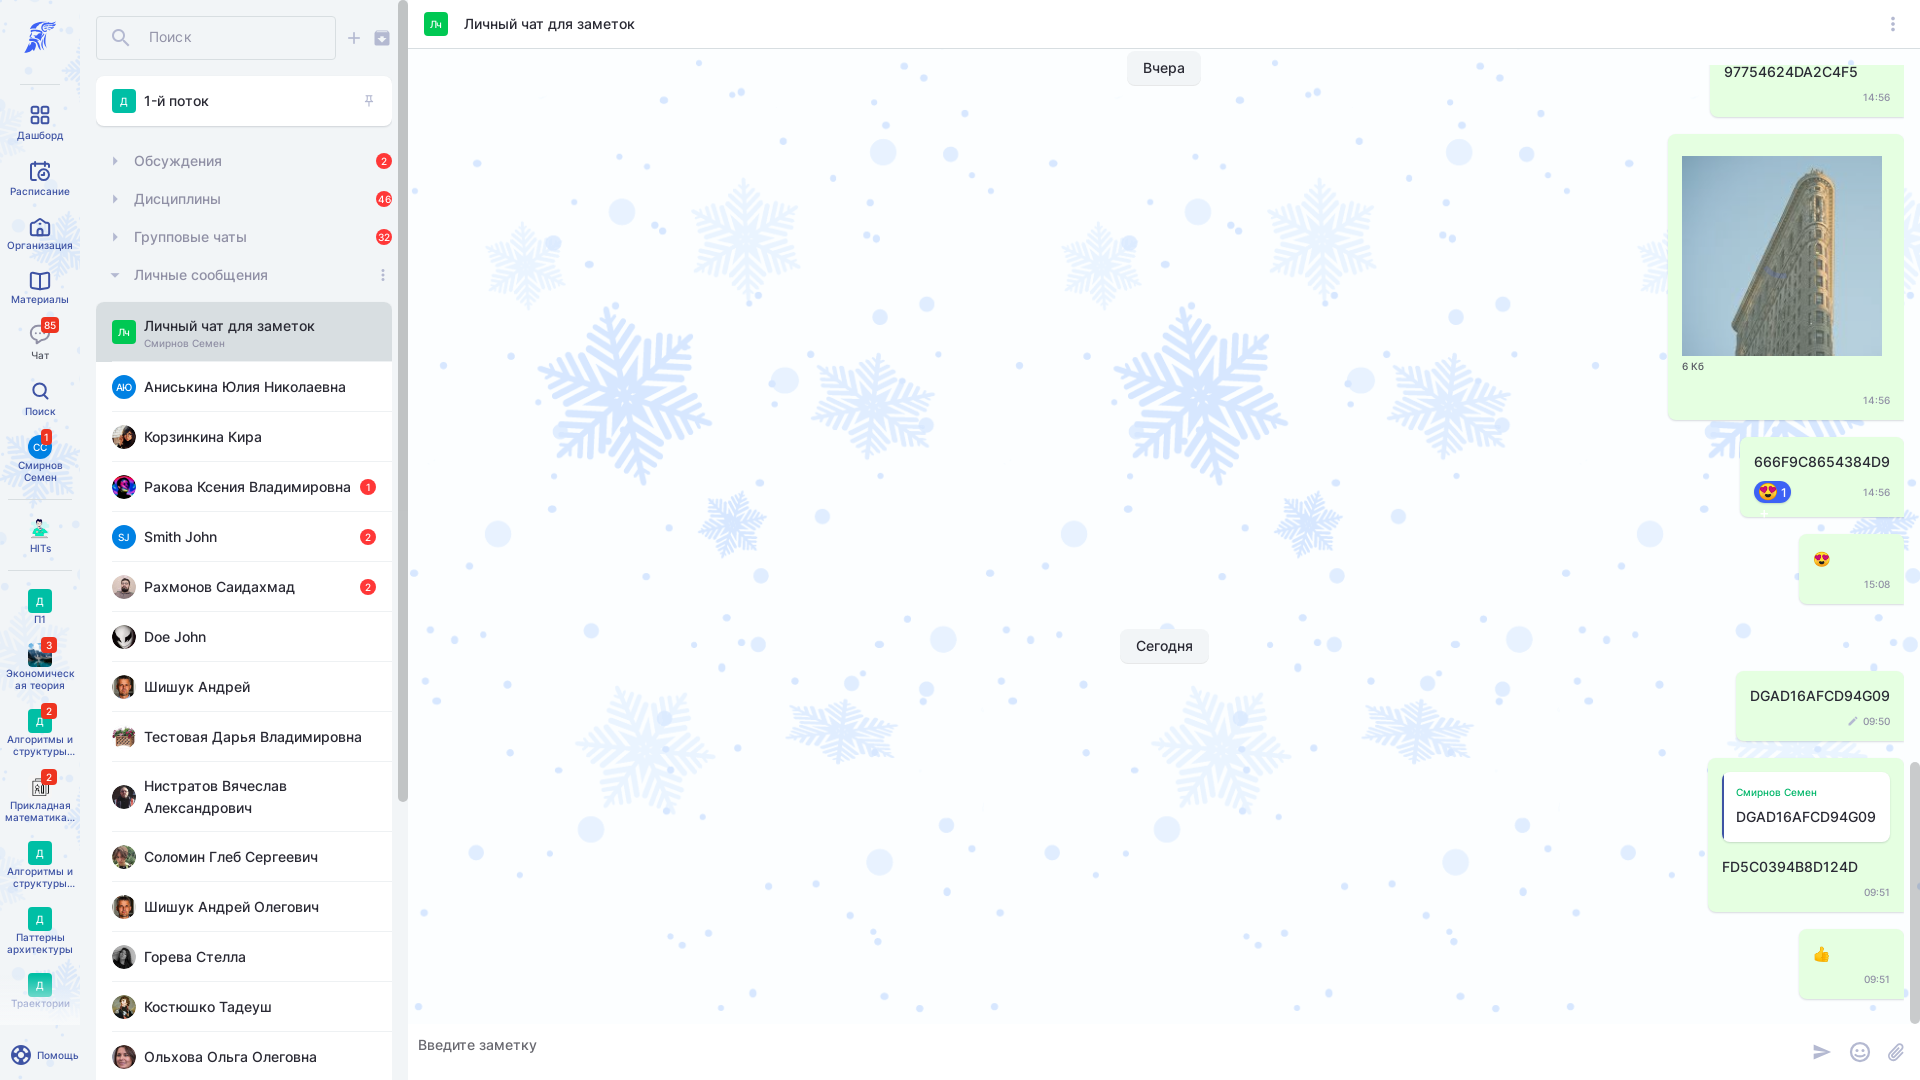 Дашборд
Расписание
Организация
Материалы
85
Чат
Поиск
1
СС
Смирнов
Семен
HITs
Д
П1
3
Экономическ
ая теория
2
Д
Алгоритмы и
структуры...
2
Прикладная
математика...
Д
Алгоритмы и
структуры...
Д
Паттерны
архитектуры
Д
Траектории
Помощь
Поиск
Д
1-й поток
Обсуждения
2
Дисциплины
46
Групповые чаты
32
Личные сообщения
Лч
Личный чат для заметок
Смирнов Семен
АЮ
Аниськина Юлия Николаевна
Корзинкина Кира
Ракова Ксения Владимировна
1
SJ
Smith John
2
Рахмонов Саидахмад
2
Doe John
Шишук Андрей
Тестовая Дарья Владимировна
Нистратов Вячеслав
Александрович
Соломин Глеб Сергеевич
Шишук Андрей Олегович
Горева Стелла
Костюшко Тадеуш
Ольхова Ольга Олеговна
Лч
Личный чат для заметок
Вчера
97754624DA2C4F5
14:56
6 Кб
14:56
666F9C8654384D9
😍 1
14:56
😍
15:08
Сегодня
DGAD16AFCD94G09
09:50
Смирнов Семен
DGAD16AFCD94G09
FD5C0394B8D124D
09:51
👍
09:51
Введите заметку